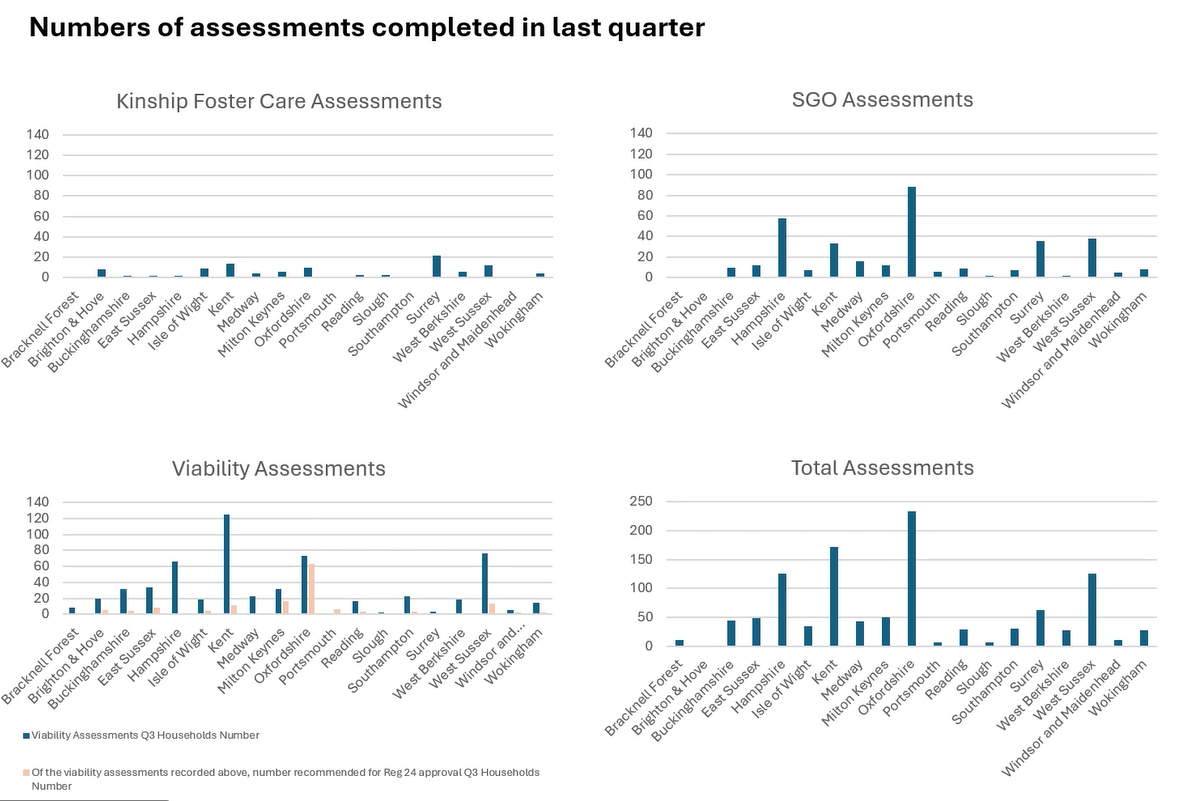 Numbers of assessments completed in last quarter
Kinship Foster Care Assessments
140
120
100
80
60
40
20
0
Bracknell Forest
Brighton & Hove
Buckinghamshire
East Sussex
Hampshire
Isle of Wight
Kent
Medway
Milton Keynes
Oxfordshire
Portsmouth
Reading
Slough
Southampton
Surrey
West Berkshire
West Sussex
Windsor and Maidenhead
Wokingham
SGO Assessments
140
120
100
80
60
40
20
0
Bracknell Forest
Brighton & Hove
Buckinghamshire
East Sussex
Hampshire
Isle of Wight
Kent
Medway
Milton Keynes
Oxfordshire
Portsmouth
Reading
Slough
Southampton
Surrey
West Berkshire
West Sussex
Windsor and Maidenhead
Wokingham
Viability Assessments
140
120
100
80
60
40
20
0
Bracknell Forest
Brighton & Hove
Buckinghamshire
East Sussex
Hampshire
Isle of Wight
Kent
Medway
Milton Keynes
Oxfordshire
Portsmouth
Reading
Slough
Southampton
Surrey
West Berkshire
West Sussex
Windsor and...
Wokingham
Viability Assessments Q3 Households Number
Of the viability assessments recorded above, number recommended for Reg 24 approval Q3 Households
Number
Total Assessments
250
200
150
100
50
0
Bracknell Forest
Brighton & Hove
Buckinghamshire
East Sussex
Hampshire
Isle of Wight
Kent
Medway
Milton Keynes
Oxfordshire
Portsmouth
Reading
Slough
Southampton
Surrey
West Berkshire
West Sussex
Windsor and Maidenhead
Wokingham